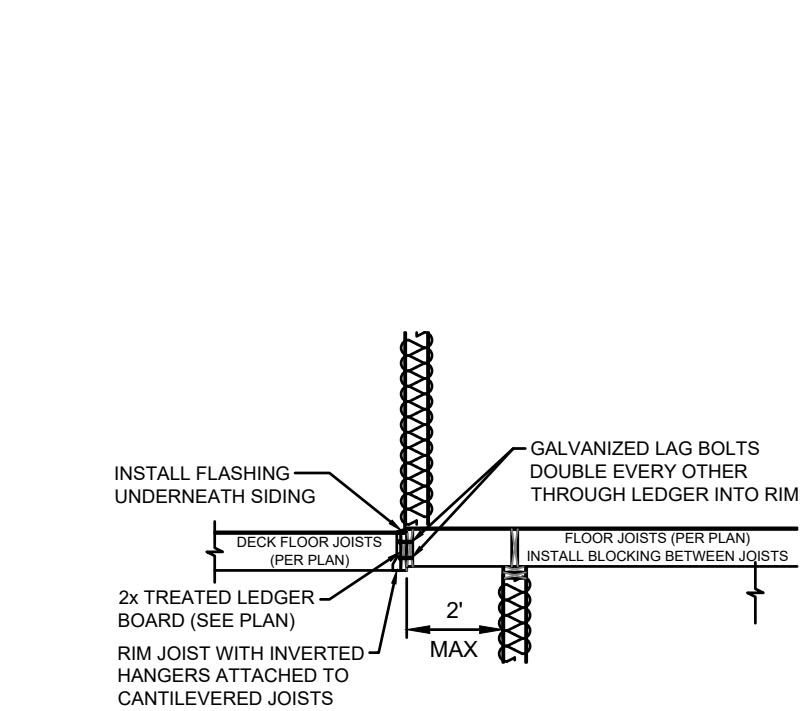 GALVANIZED LAG BOLTS
DOUBLE EVERY OTHER
THROUGH LEDGER INTO RIM
INSTALL FLASHING
UNDERNEATH SIDING
DECK FLOOR JOISTS
(PER PLAN)
FLOOR JOISTS (PER PLAN)
INSTALL BLOCKING BETWEEN JOISTS
2x TREATED LEDGER
BOARD (SEE PLAN)
2'
MAX
RIM JOIST WITH INVERTED
HANGERS ATTACHED TO
CANTILEVERED JOISTS